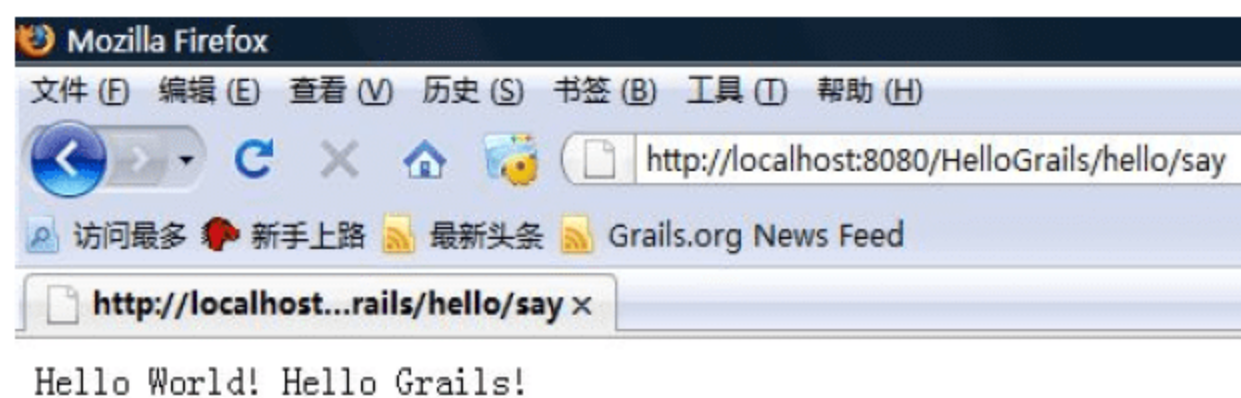 Mozilla Firefox
文件 (F) 编辑 (E) 查看 (V) 历史 (S) 书签 (B) 工具 (T) 帮助 (H)
http://localhost:8080/HelloGrails/hello/say
访问最多 新手上路 最新头条 Grails.org News Feed
http://localhost...rails/hello/say
Hello World! Hello Grails!